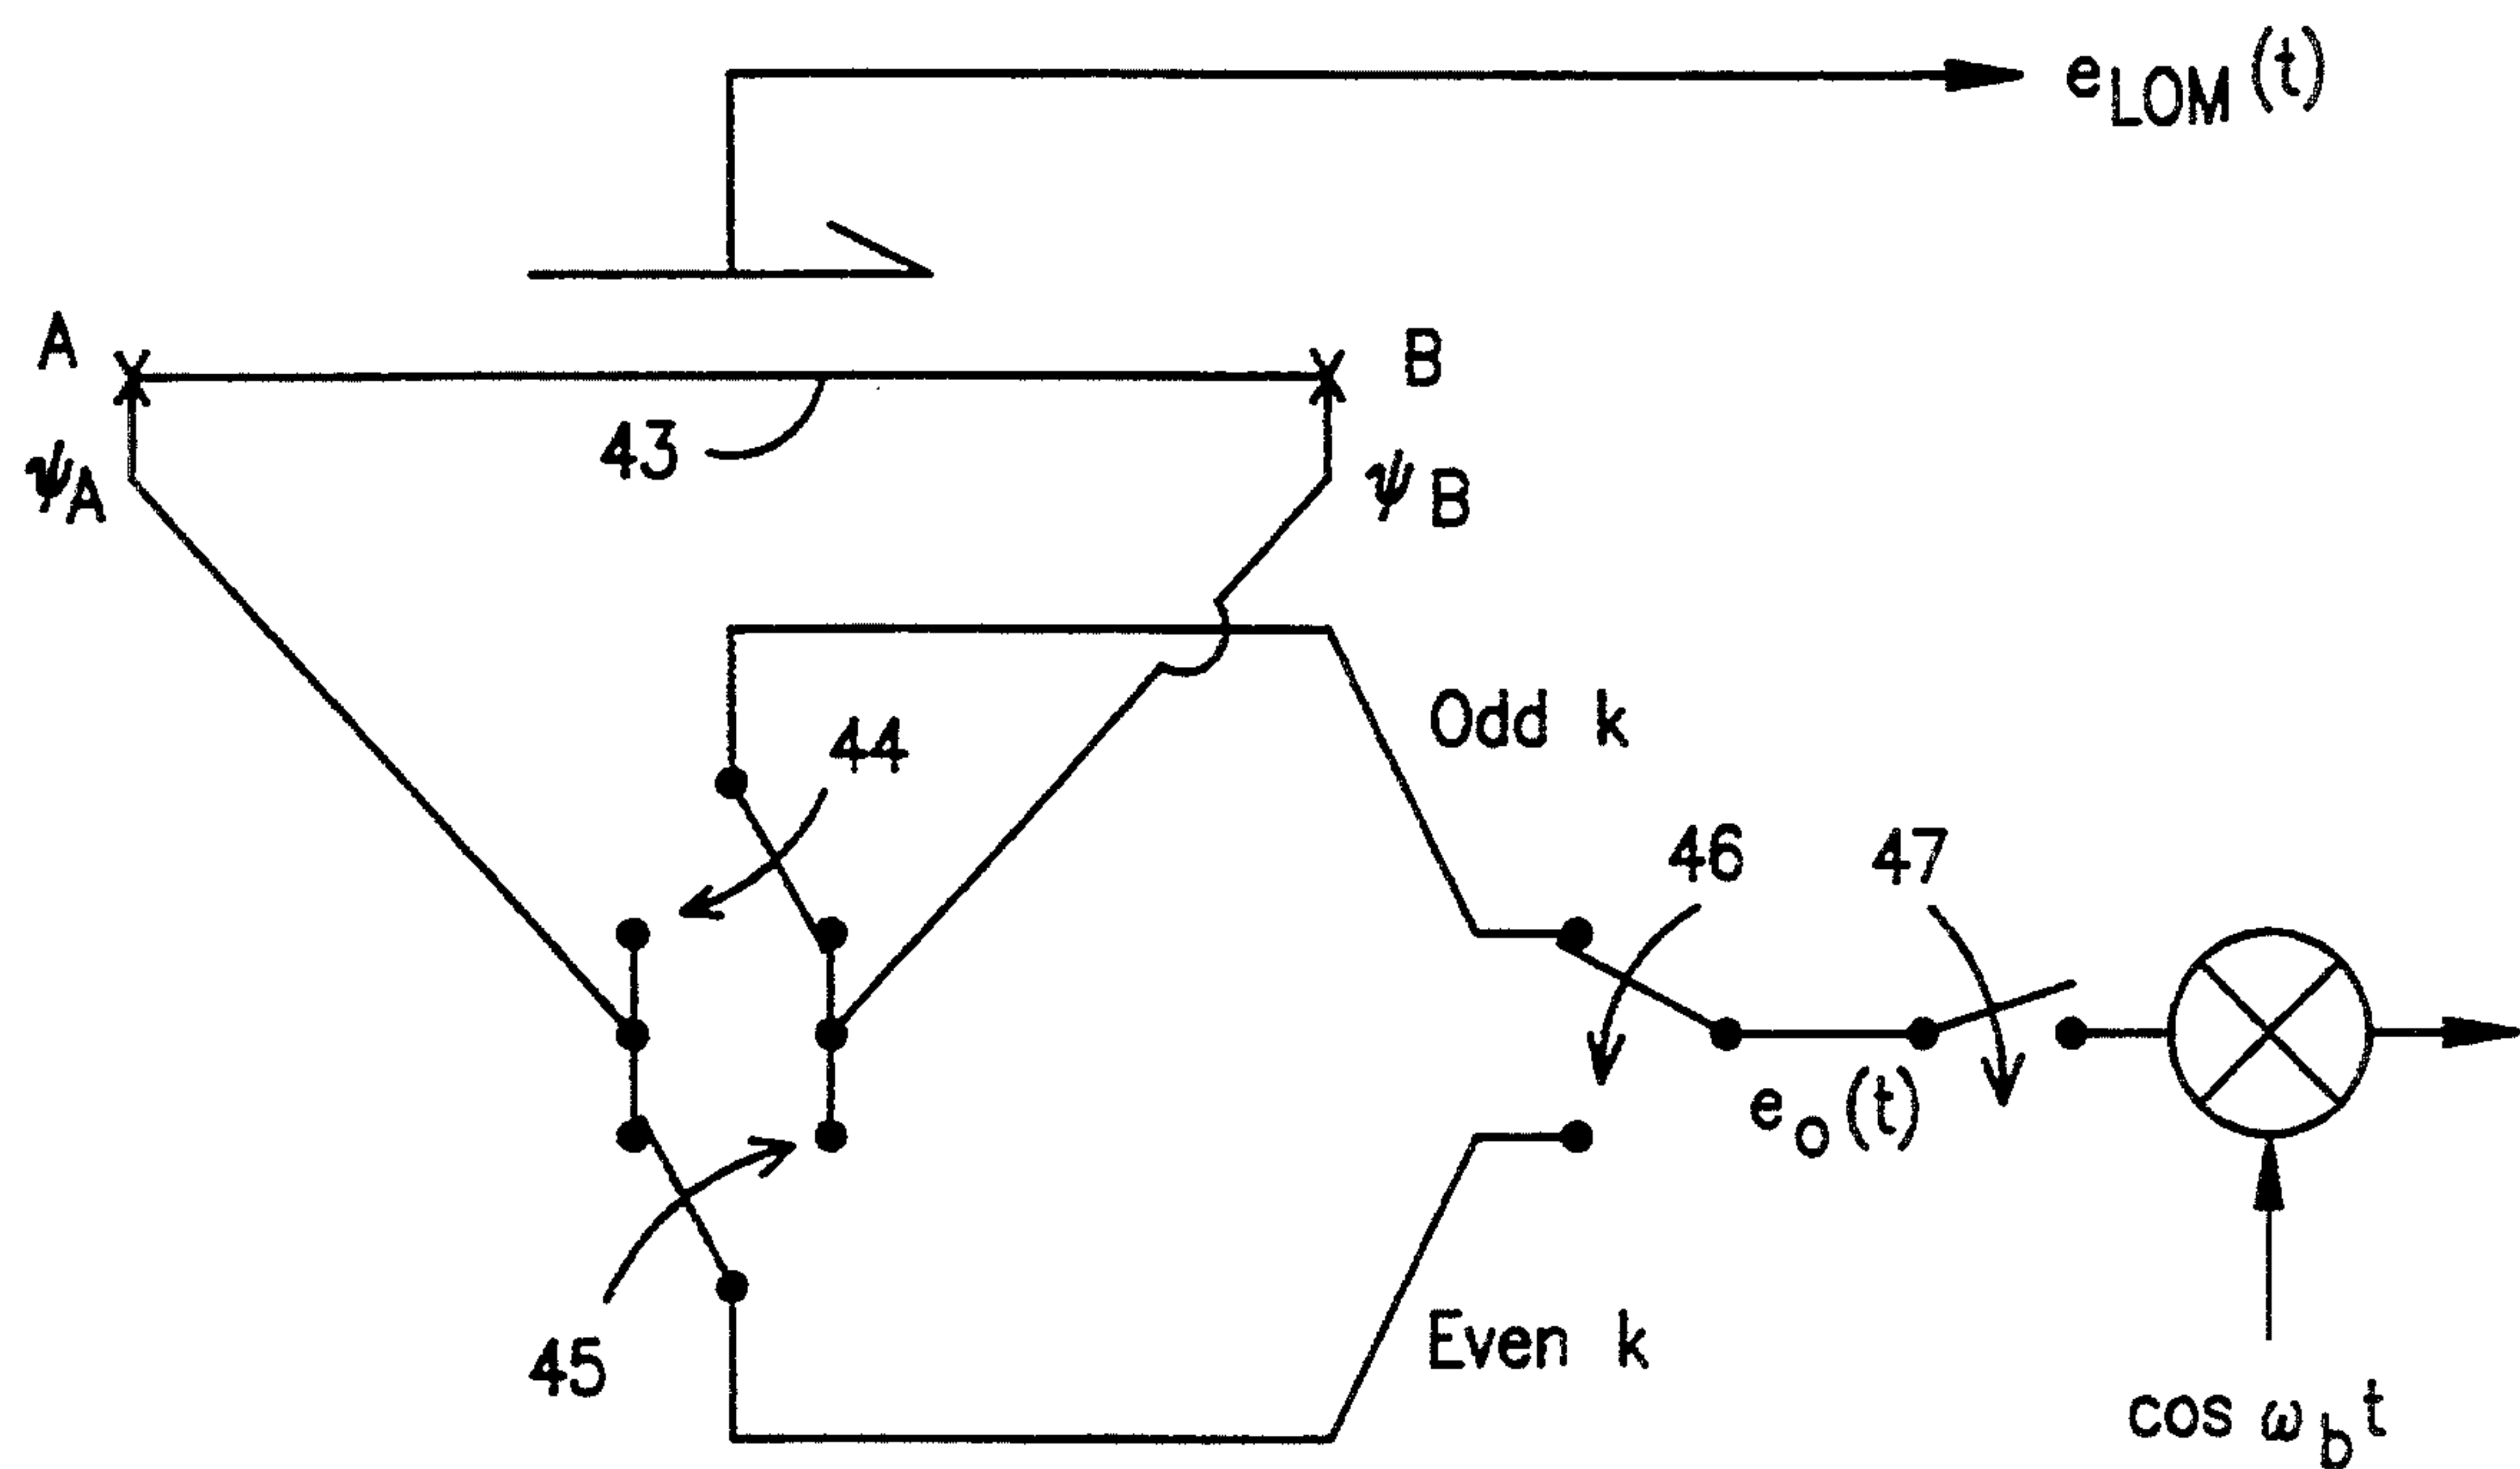 e_LOM(t)
A
B
43
ψ_A
ψ_B
44
Odd k
46
47
e_o(t)
45
Even k
cos ω_b t